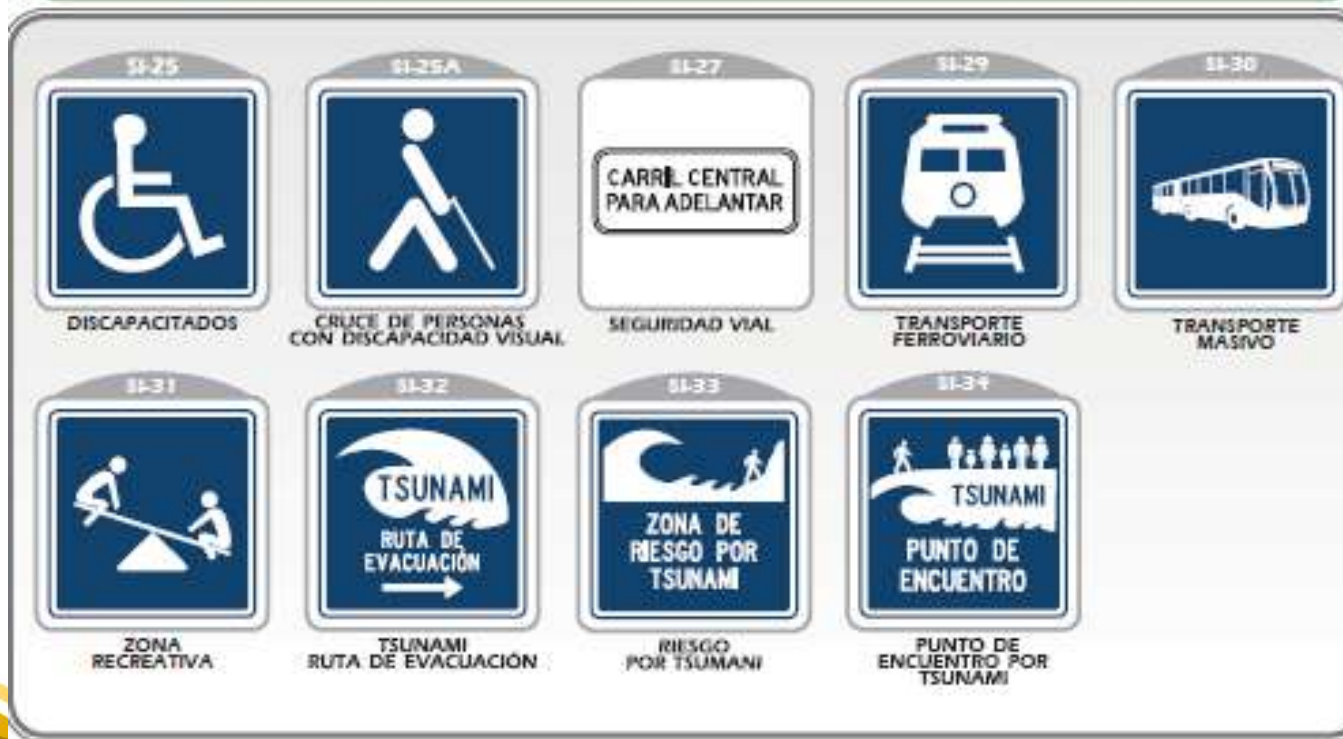 SI-25
SI-25A
SI-27
SI-29
SI-30
CARRIL CENTRAL
PARA ADELANTAR
DISCAPACITADOS
CRUCE DE PERSONAS
CON DISCAPACIDAD VISUAL
SEGURIDAD VIAL
TRANSPORTE
FERROVIARIO
TRANSPORTE
MASIVO
SI-31
SI-32
SI-33
SI-34
TSUNAMI
RUTA DE
EVACUACIÓN
ZONA DE
RIESGO POR
TSUNAMI
TSUNAMI
PUNTO DE
ENCUENTRO
ZONA
RECREATIVA
TSUNAMI
RUTA DE EVACUACIÓN
RIESGO
POR TSUMANI
PUNTO DE
ENCUENTRO POR
TSUNAMI